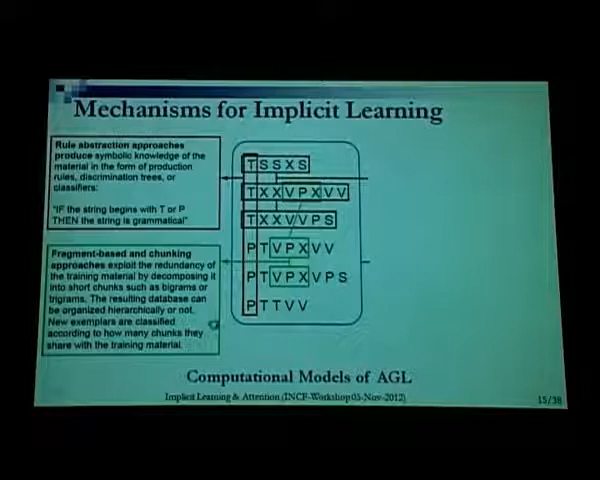 Mechanisms for Implicit Learning
Rule abstraction approaches
produce symbolic knowledge of the
material in the form of production
rules, discrimination trees, or
classifiers:
"IF the string begins with T or P
THEN the string is grammatical"
Fragment-based and chunking
approaches exploit the redundancy of
the training material by decomposing it
into short chunks such as bigrams or
trigrams. The resulting database can
be organized hierarchically or not.
New exemplars are classified
according to how many chunks they
share with the training material.
T S S X S
T X X V P X V V
T X X V V P S
P T V P X V V
P T V P X V P S
P T T V V
Computational Models of AGL
Implicit Learning & Attention (INCF-Workshop 05-Nov-2012)
15/38